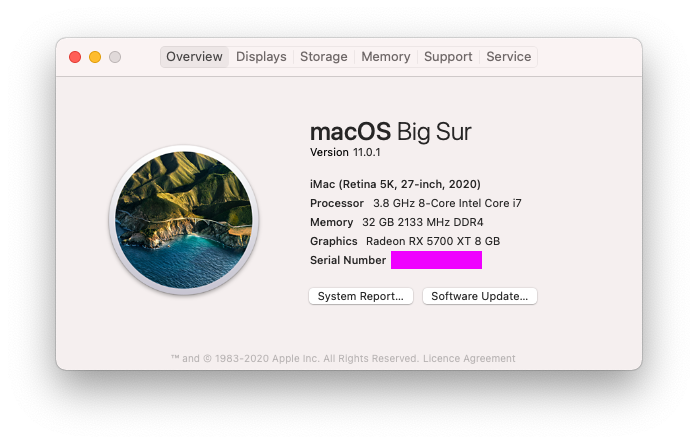 Overview Displays Storage Memory Support Service
macOS Big Sur
Version 11.0.1
iMac (Retina 5K, 27-inch, 2020)
Processor 3.8 GHz 8-Core Intel Core i7
Memory 32 GB 2133 MHz DDR4
Graphics Radeon RX 5700 XT 8 GB
Serial Number
System Report... Software Update...
™ and © 1983-2020 Apple Inc. All Rights Reserved. Licence Agreement